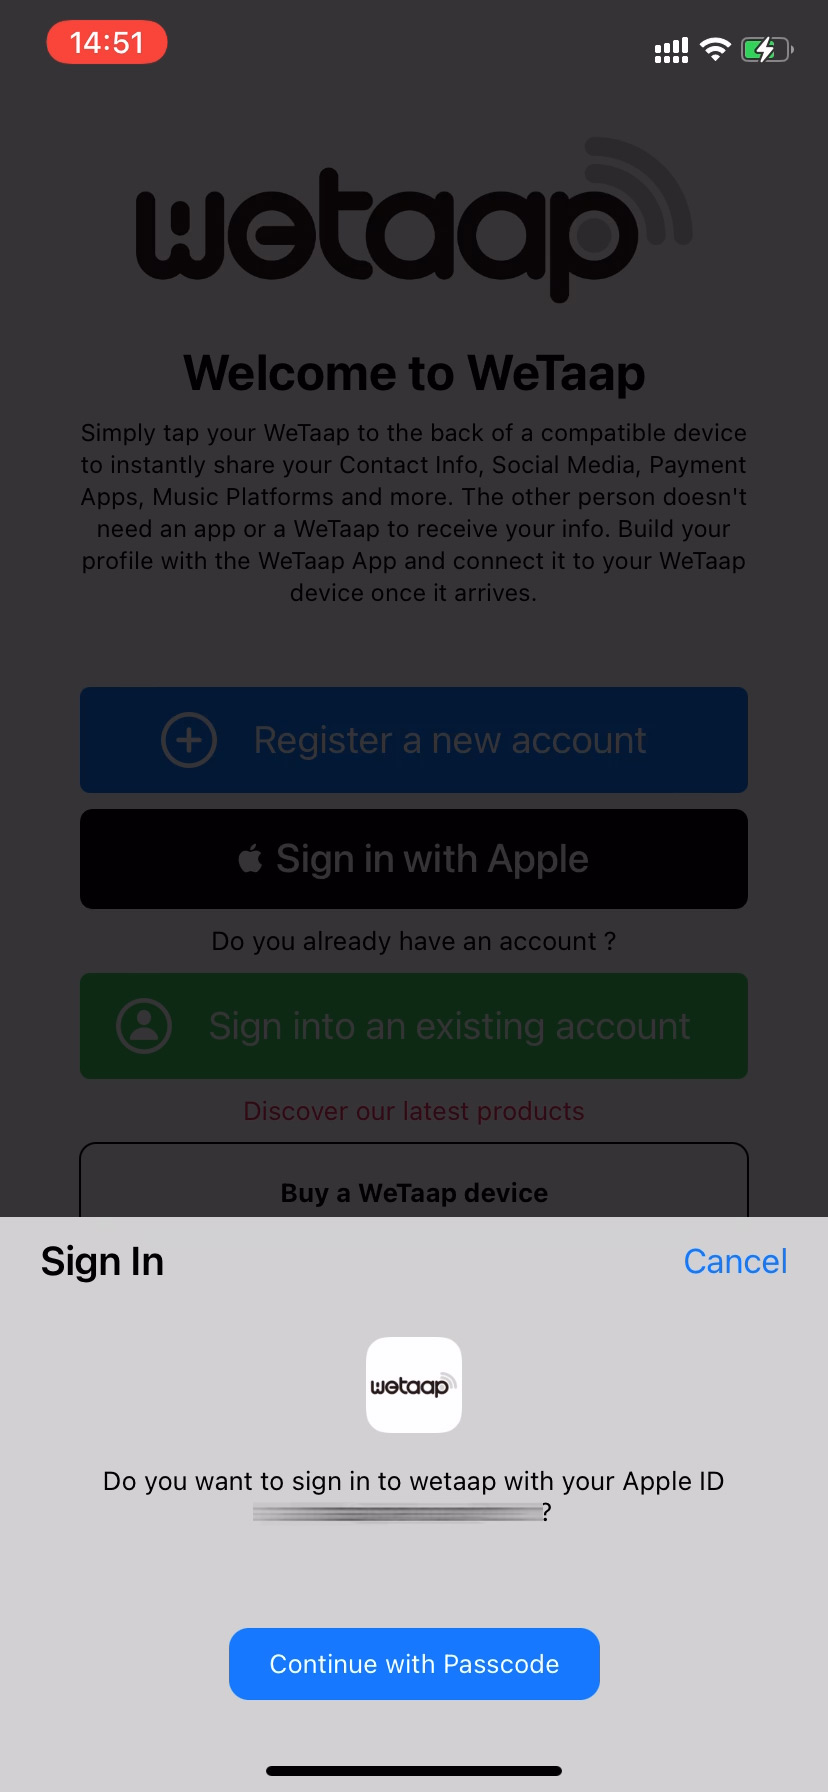 14:51
wetaap
Welcome to WeTaap
Simply tap your WeTaap to the back of a compatible device
to instantly share your Contact Info, Social Media, Payment
Apps, Music Platforms and more. The other person doesn't
need an app or a WeTaap to receive your info. Build your
profile with the WeTaap App and connect it to your WeTaap
device once it arrives.
Register a new account
Sign in with Apple
Do you already have an account ?
Sign into an existing account
Discover our latest products
Buy a WeTaap device
Sign In
Cancel
wetaap
Do you want to sign in to wetaap with your Apple ID
?
Continue with Passcode